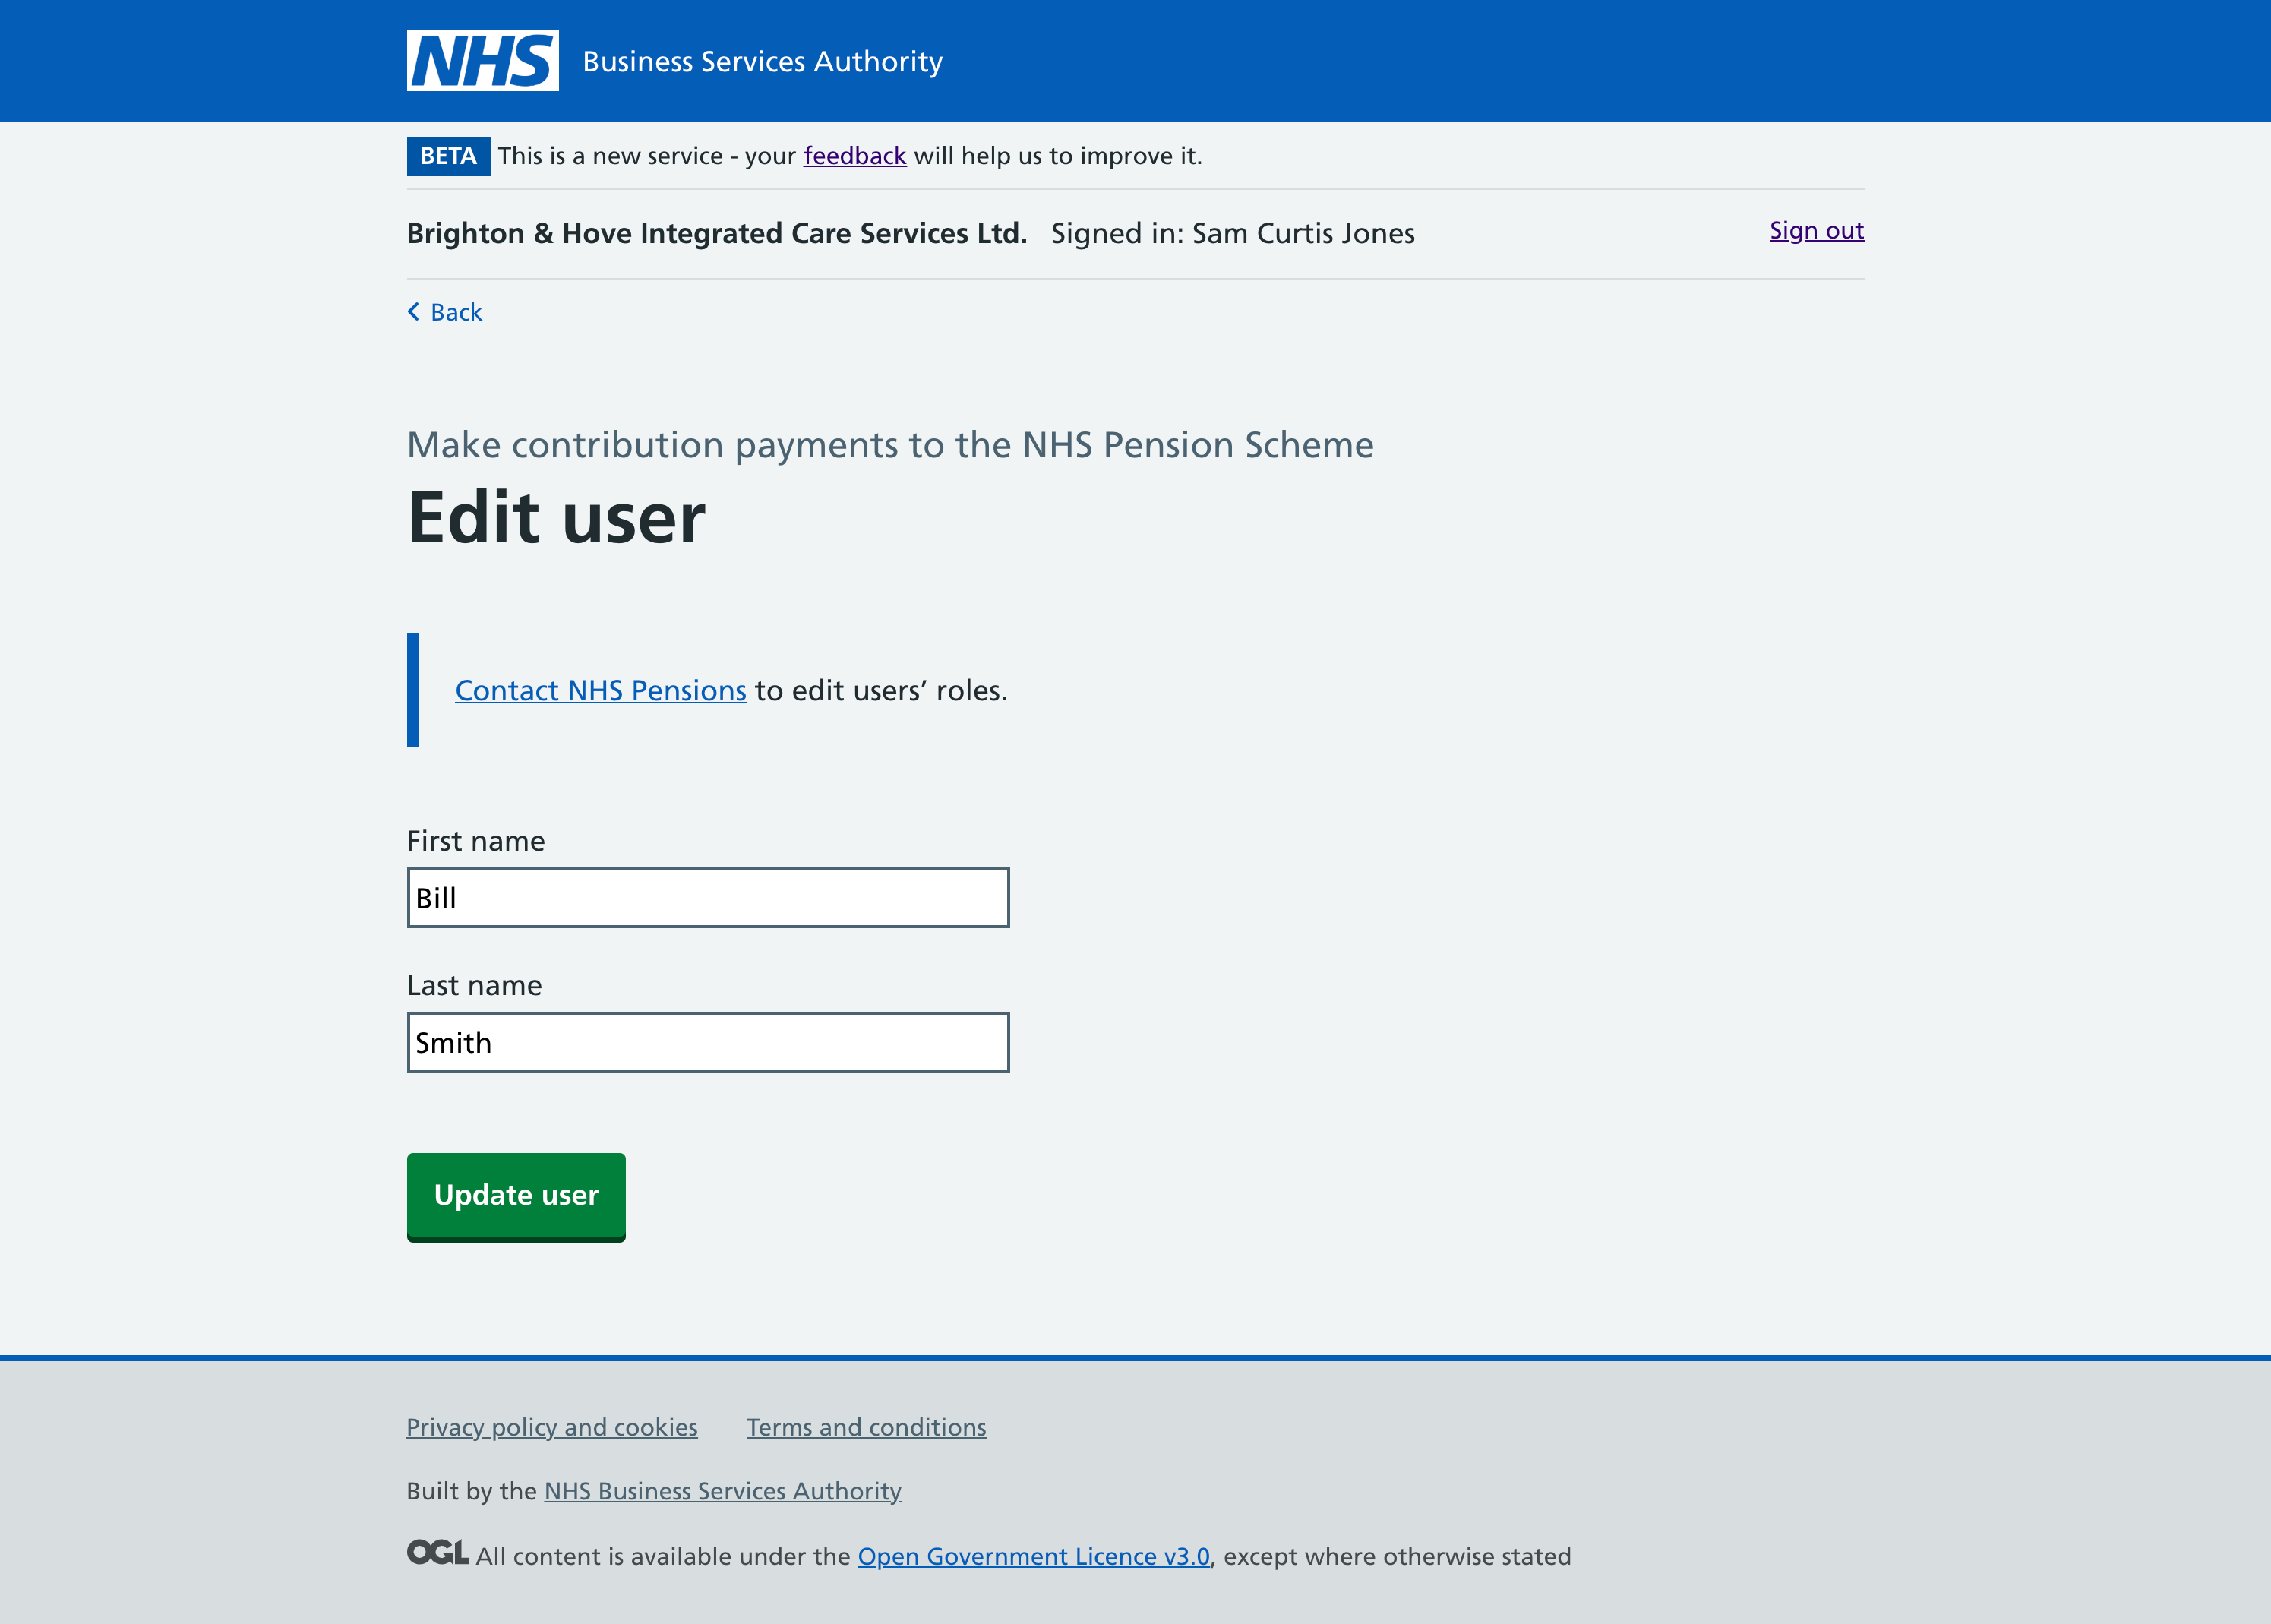 NHS Business Services Authority
BETA This is a new service - your feedback will help us to improve it.
Brighton & Hove Integrated Care Services Ltd. Signed in: Sam Curtis Jones Sign out
Back
Make contribution payments to the NHS Pension Scheme
Edit user
Contact NHS Pensions to edit users’ roles.
First name
Bill
Last name
Smith
Update user
Privacy policy and cookies Terms and conditions
Built by the NHS Business Services Authority
OGL All content is available under the Open Government Licence v3.0, except where otherwise stated